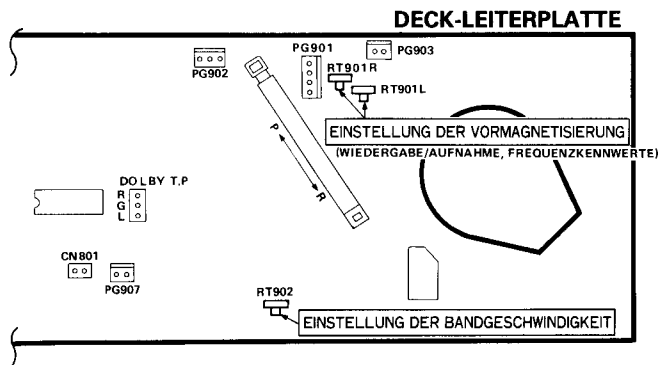 DECK-LEITERPLATTE
PG901
PG903
PG902
RT901R
RT901L
EINSTELLUNG DER VORMAGNETISIERUNG
(WIEDERGABE/AUFNAHME, FREQUENZKENNWERTE)
P
R
DOLBY T.P
R
G
L
CN801
PG907
RT902
EINSTELLUNG DER BANDGESCHWINDIGKEIT